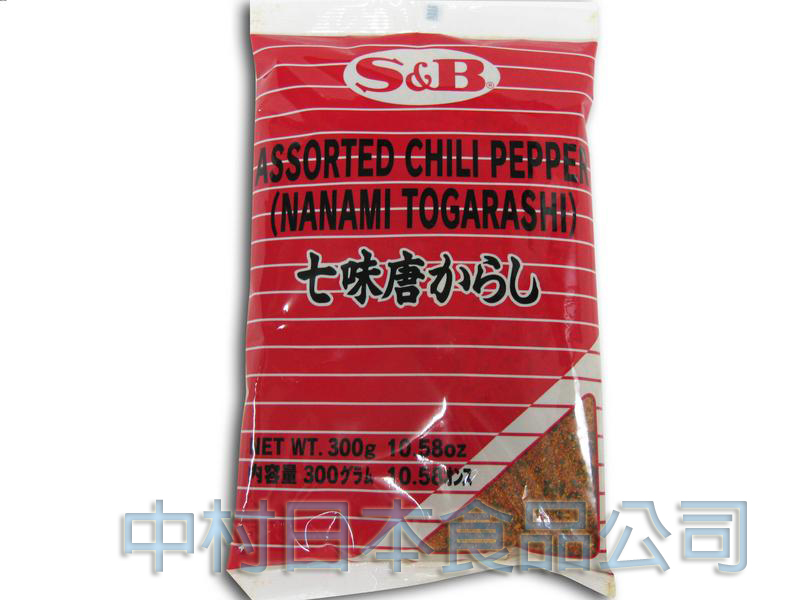 S&B®
ASSORTED CHILI PEPPER
(NANAMI TOGARASHI)
七味唐からし
NET WT. 300g 10.58oz
内容量 300グラム 10.58オンス
中村日本食品公司